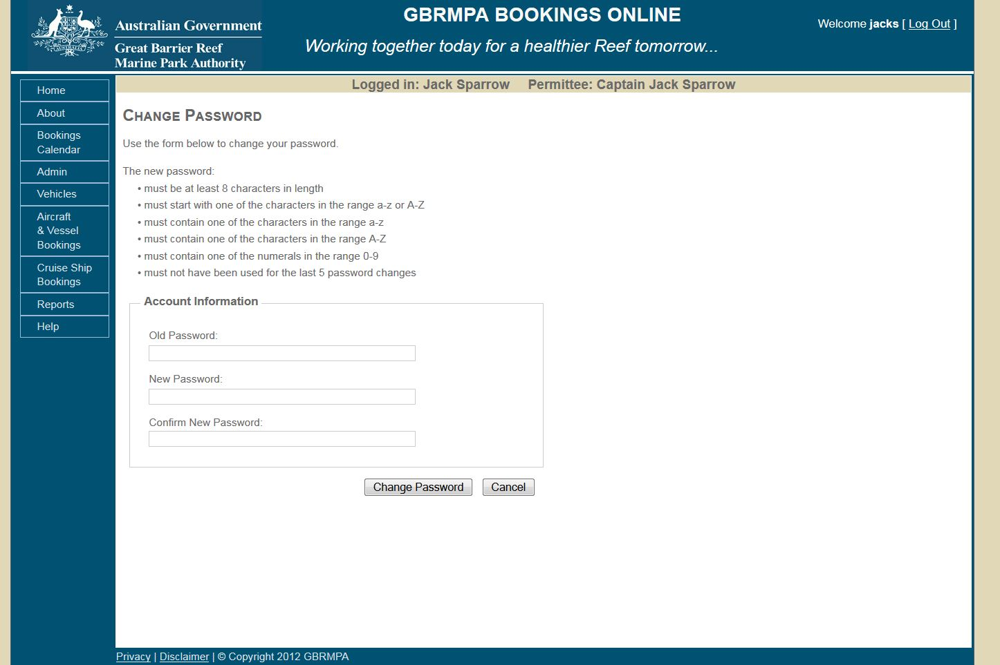 Australian Government
Great Barrier Reef
Marine Park Authority
GBRMPA BOOKINGS ONLINE
Working together today for a healthier Reef tomorrow...
Welcome jacks [ Log Out ]
Logged in: Jack Sparrow Permittee: Captain Jack Sparrow
Home
About
Bookings
Calendar
Admin
Vehicles
Aircraft
& Vessel
Bookings
Cruise Ship
Bookings
Reports
Help
CHANGE PASSWORD
Use the form below to change your password.
The new password:
• must be at least 8 characters in length
• must start with one of the characters in the range a-z or A-Z
• must contain one of the characters in the range a-z
• must contain one of the characters in the range A-Z
• must contain one of the numerals in the range 0-9
• must not have been used for the last 5 password changes
Account Information
Old Password:
New Password:
Confirm New Password:
Change Password Cancel
Privacy | Disclaimer | © Copyright 2012 GBRMPA